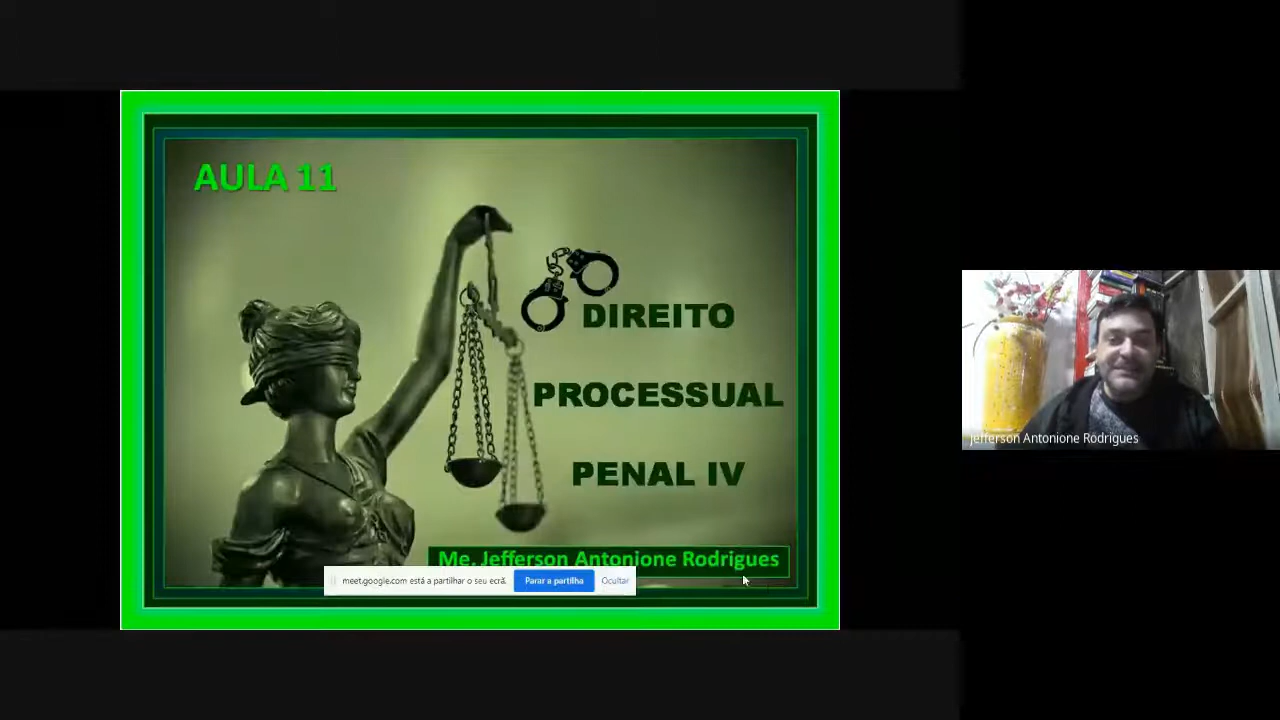 AULA 11
DIREITO
PROCESSUAL
PENAL IV
Me. Jefferson Antonione Rodrigues
meet.google.com está a partilhar o seu ecrã. Parar a partilha Ocultar
Jefferson Antonione Rodrigues